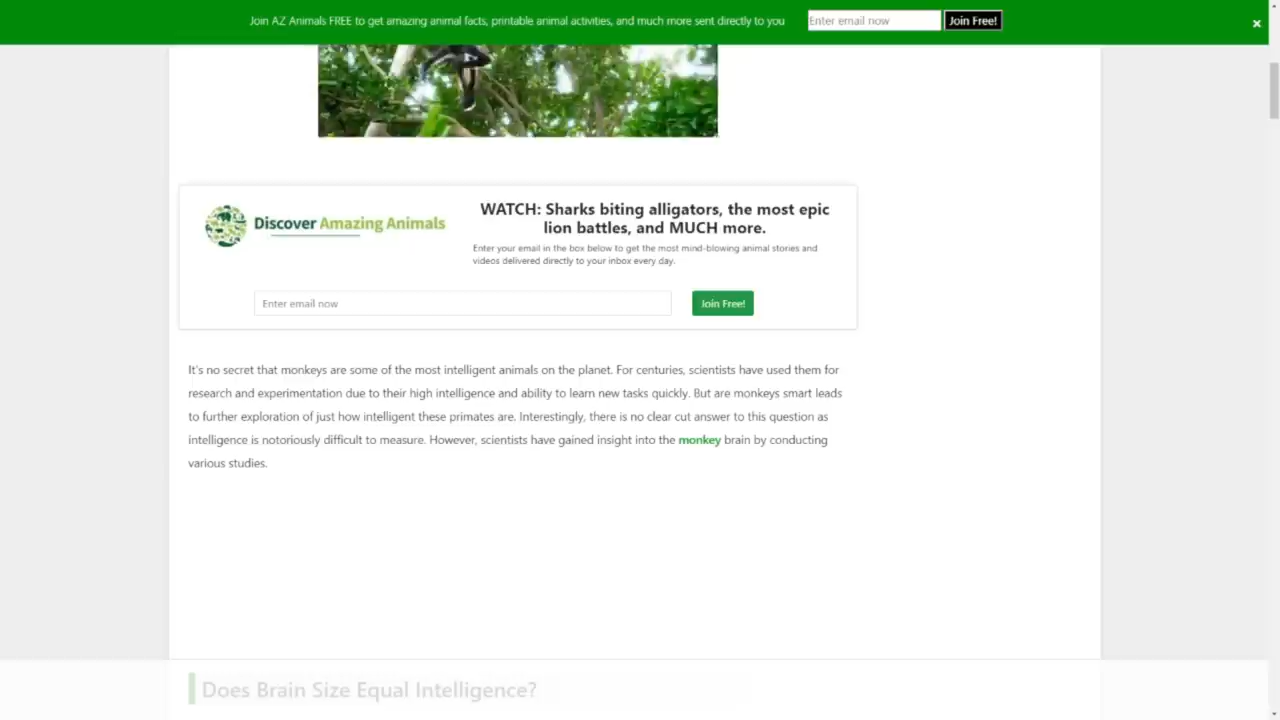 Join AZ Animals FREE to get amazing animal facts, printable animal activities, and much more sent directly to you
Enter email now
Join Free!
×
Discover Amazing Animals
WATCH: Sharks biting alligators, the most epic
lion battles, and MUCH more.
Enter your email in the box below to get the most mind-blowing animal stories and
videos delivered directly to your inbox every day.
Enter email now
Join Free!
It's no secret that monkeys are some of the most intelligent animals on the planet. For centuries, scientists have used them for
research and experimentation due to their high intelligence and ability to learn new tasks quickly. But are monkeys smart leads
to further exploration of just how intelligent these primates are. Interestingly, there is no clear cut answer to this question as
intelligence is notoriously difficult to measure. However, scientists have gained insight into the monkey brain by conducting
various studies.
Does Brain Size Equal Intelligence?